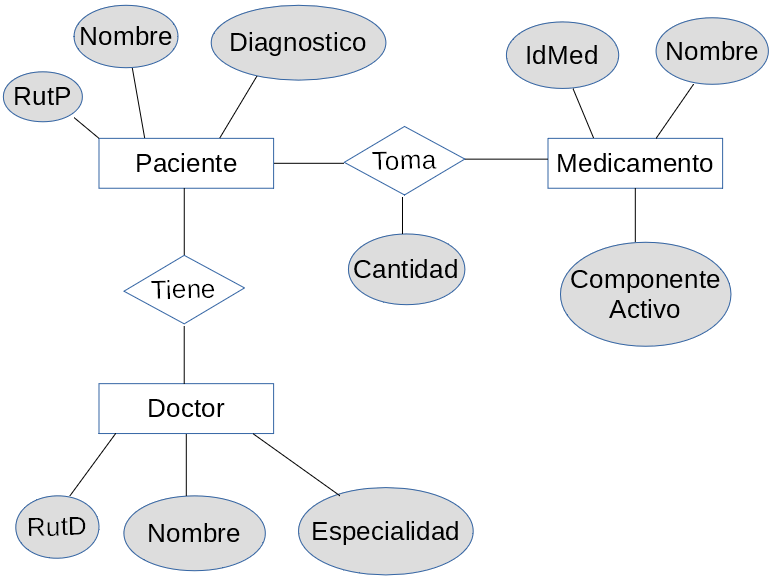 Nombre
Diagnostico
IdMed
Nombre
RutP
Paciente
Toma
Medicamento
Cantidad
Componente
Activo
Tiene
Doctor
RutD
Nombre
Especialidad